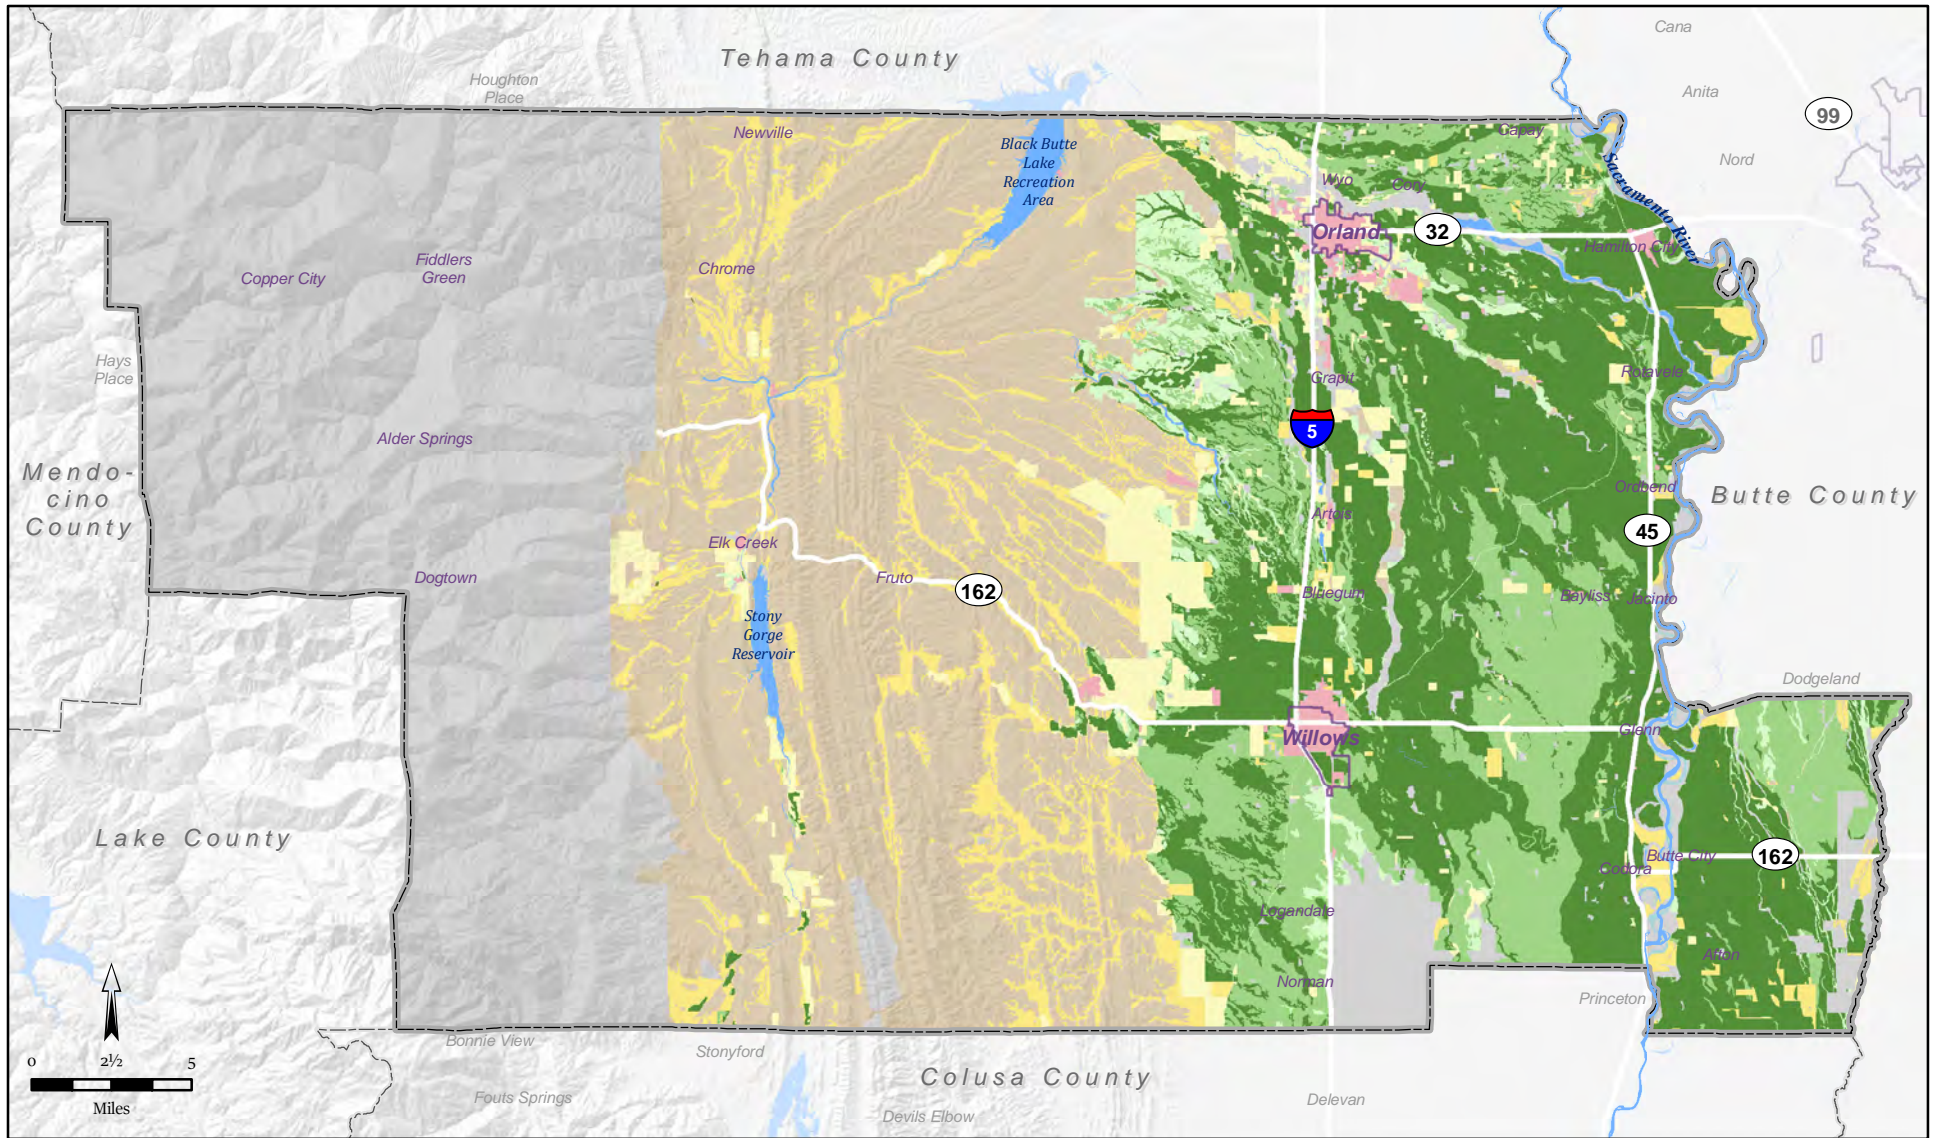 Cana
Tehama County
Houghton
Place
Anita
99
Newville
Capay
Black Butte
Lake
Recreation
Area
Nord
Sacramento River
Wyo
Cory
Orland
32
Hamilton City
Fiddlers
Green
Copper City
Chrome
Hays
Place
Grapit
Rotavele
5
Alder Springs
Mendo-
cino
County
Ordbend
Butte County
Artois
45
Elk Creek
Dogtown
Fruto
162
Bluegum
Bayliss
Jacinto
Stony
Gorge
Reservoir
Dodgeland
Glenn
Willows
Lake County
Butte City
162
Codora
Logandale
Afton
Norman
Princeton
Bonnie View
Stonyford
Colusa County
Fouts Springs
Delevan
Devils Elbow
0 2½ 5
Miles